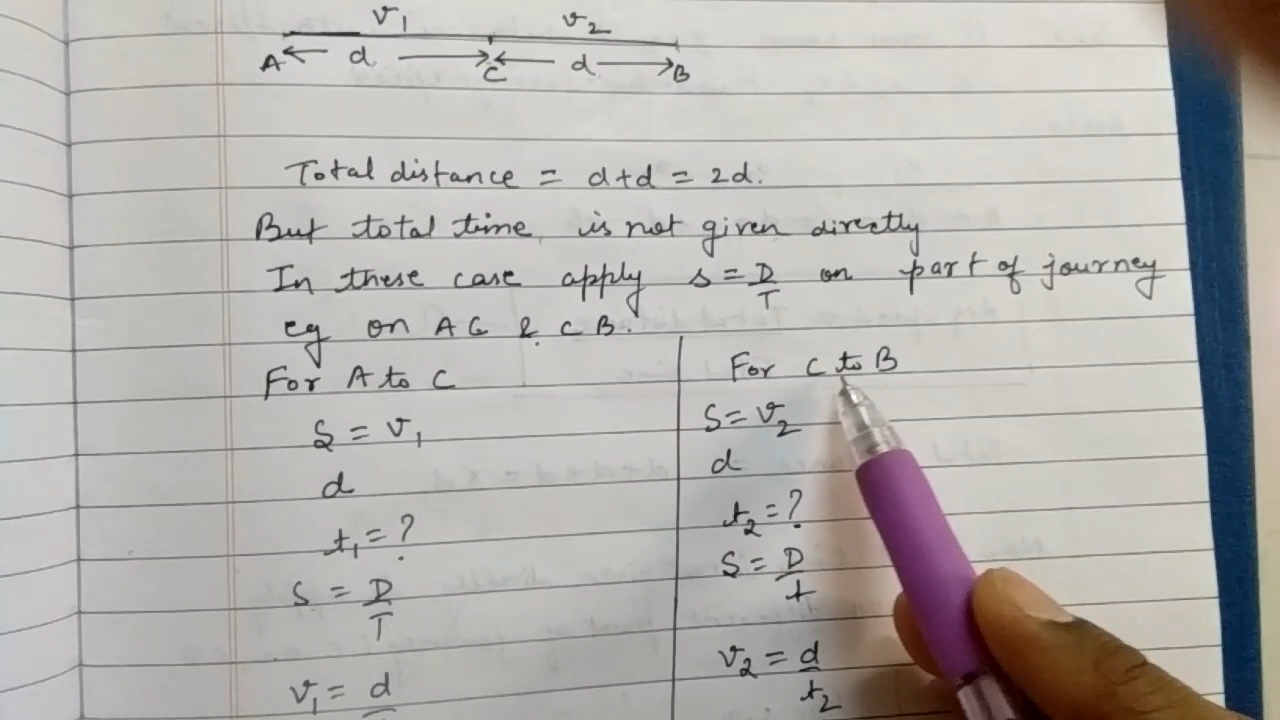 v₁ v₂
A d C d B
Total distance = d+d = 2d.
But total time is not given directly
In these case apply s = D/T on part of journey
eg on AC & CB.
For A to C
S = v₁
d
t₁ = ?
S = D/T
v₁ = d
For C to B
S = v₂
d
t₂ = ?
S = D/t
v₂ = d/t₂